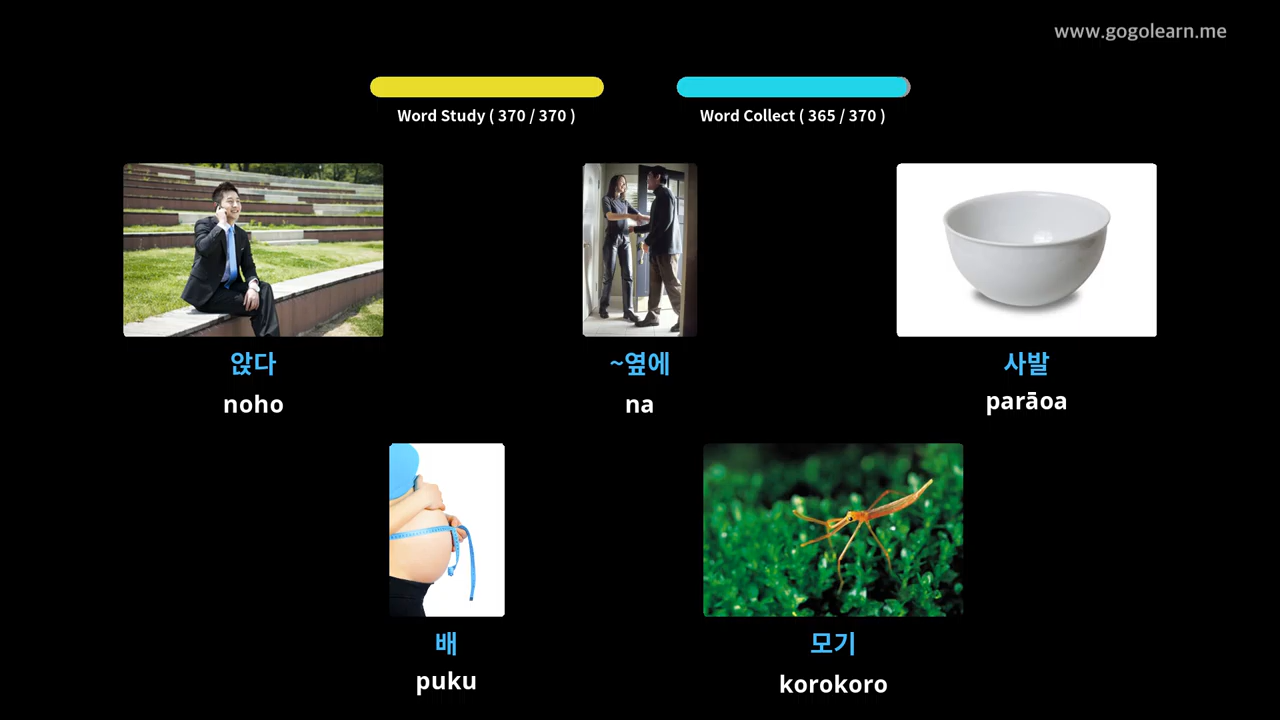 www.gogolearn.me
Word Study ( 370 / 370 )
Word Collect ( 365 / 370 )
앉다
noho
~옆에
na
사발
parāoa
배
puku
모기
korokoro